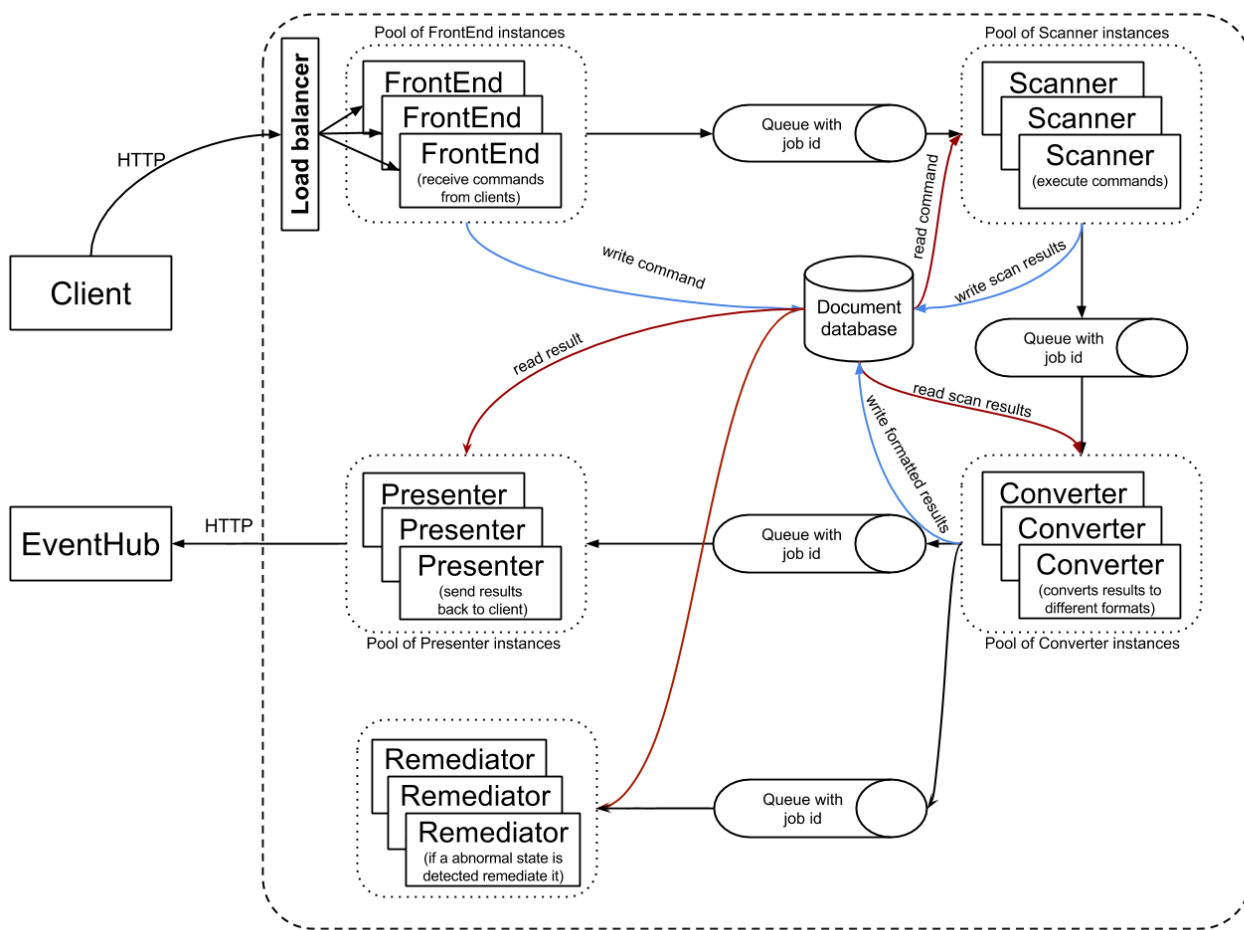 Pool of FrontEnd instances
Pool of Scanner instances
Load balancer
FrontEnd
FrontEnd
FrontEnd
(receive commands
from clients)
Queue with
job id
Scanner
Scanner
Scanner
(execute commands)
HTTP
Client
write command
read command
write scan results
Document
database
Queue with
job id
read result
read scan results
write formatted results
EventHub
HTTP
Presenter
Presenter
Presenter
(send results
back to client)
Pool of Presenter instances
Queue with
job id
Converter
Converter
Converter
(converts results to
different formats)
Pool of Converter instances
Remediator
Remediator
Remediator
(if a abnormal state is
detected remediate it)
Queue with
job id